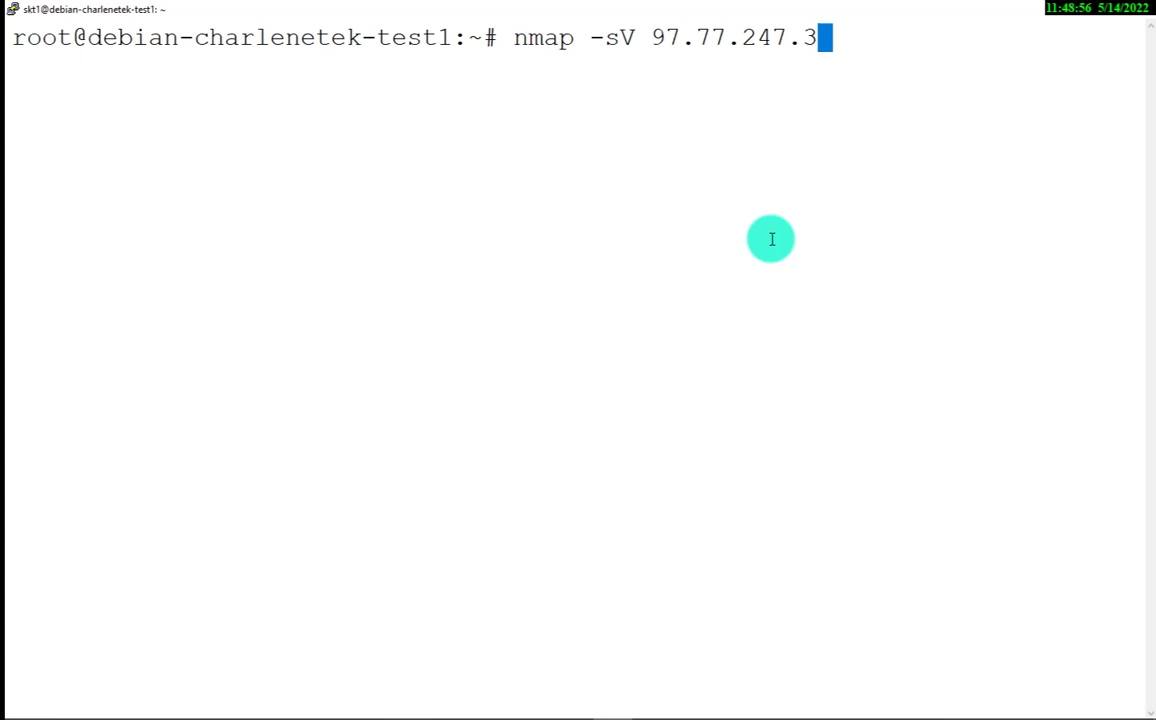 skt1@debian-charlenetek-test1: ~
11:48:56 5/14/2022
root@debian-charlenetek-test1:~# nmap -sV 97.77.247.3